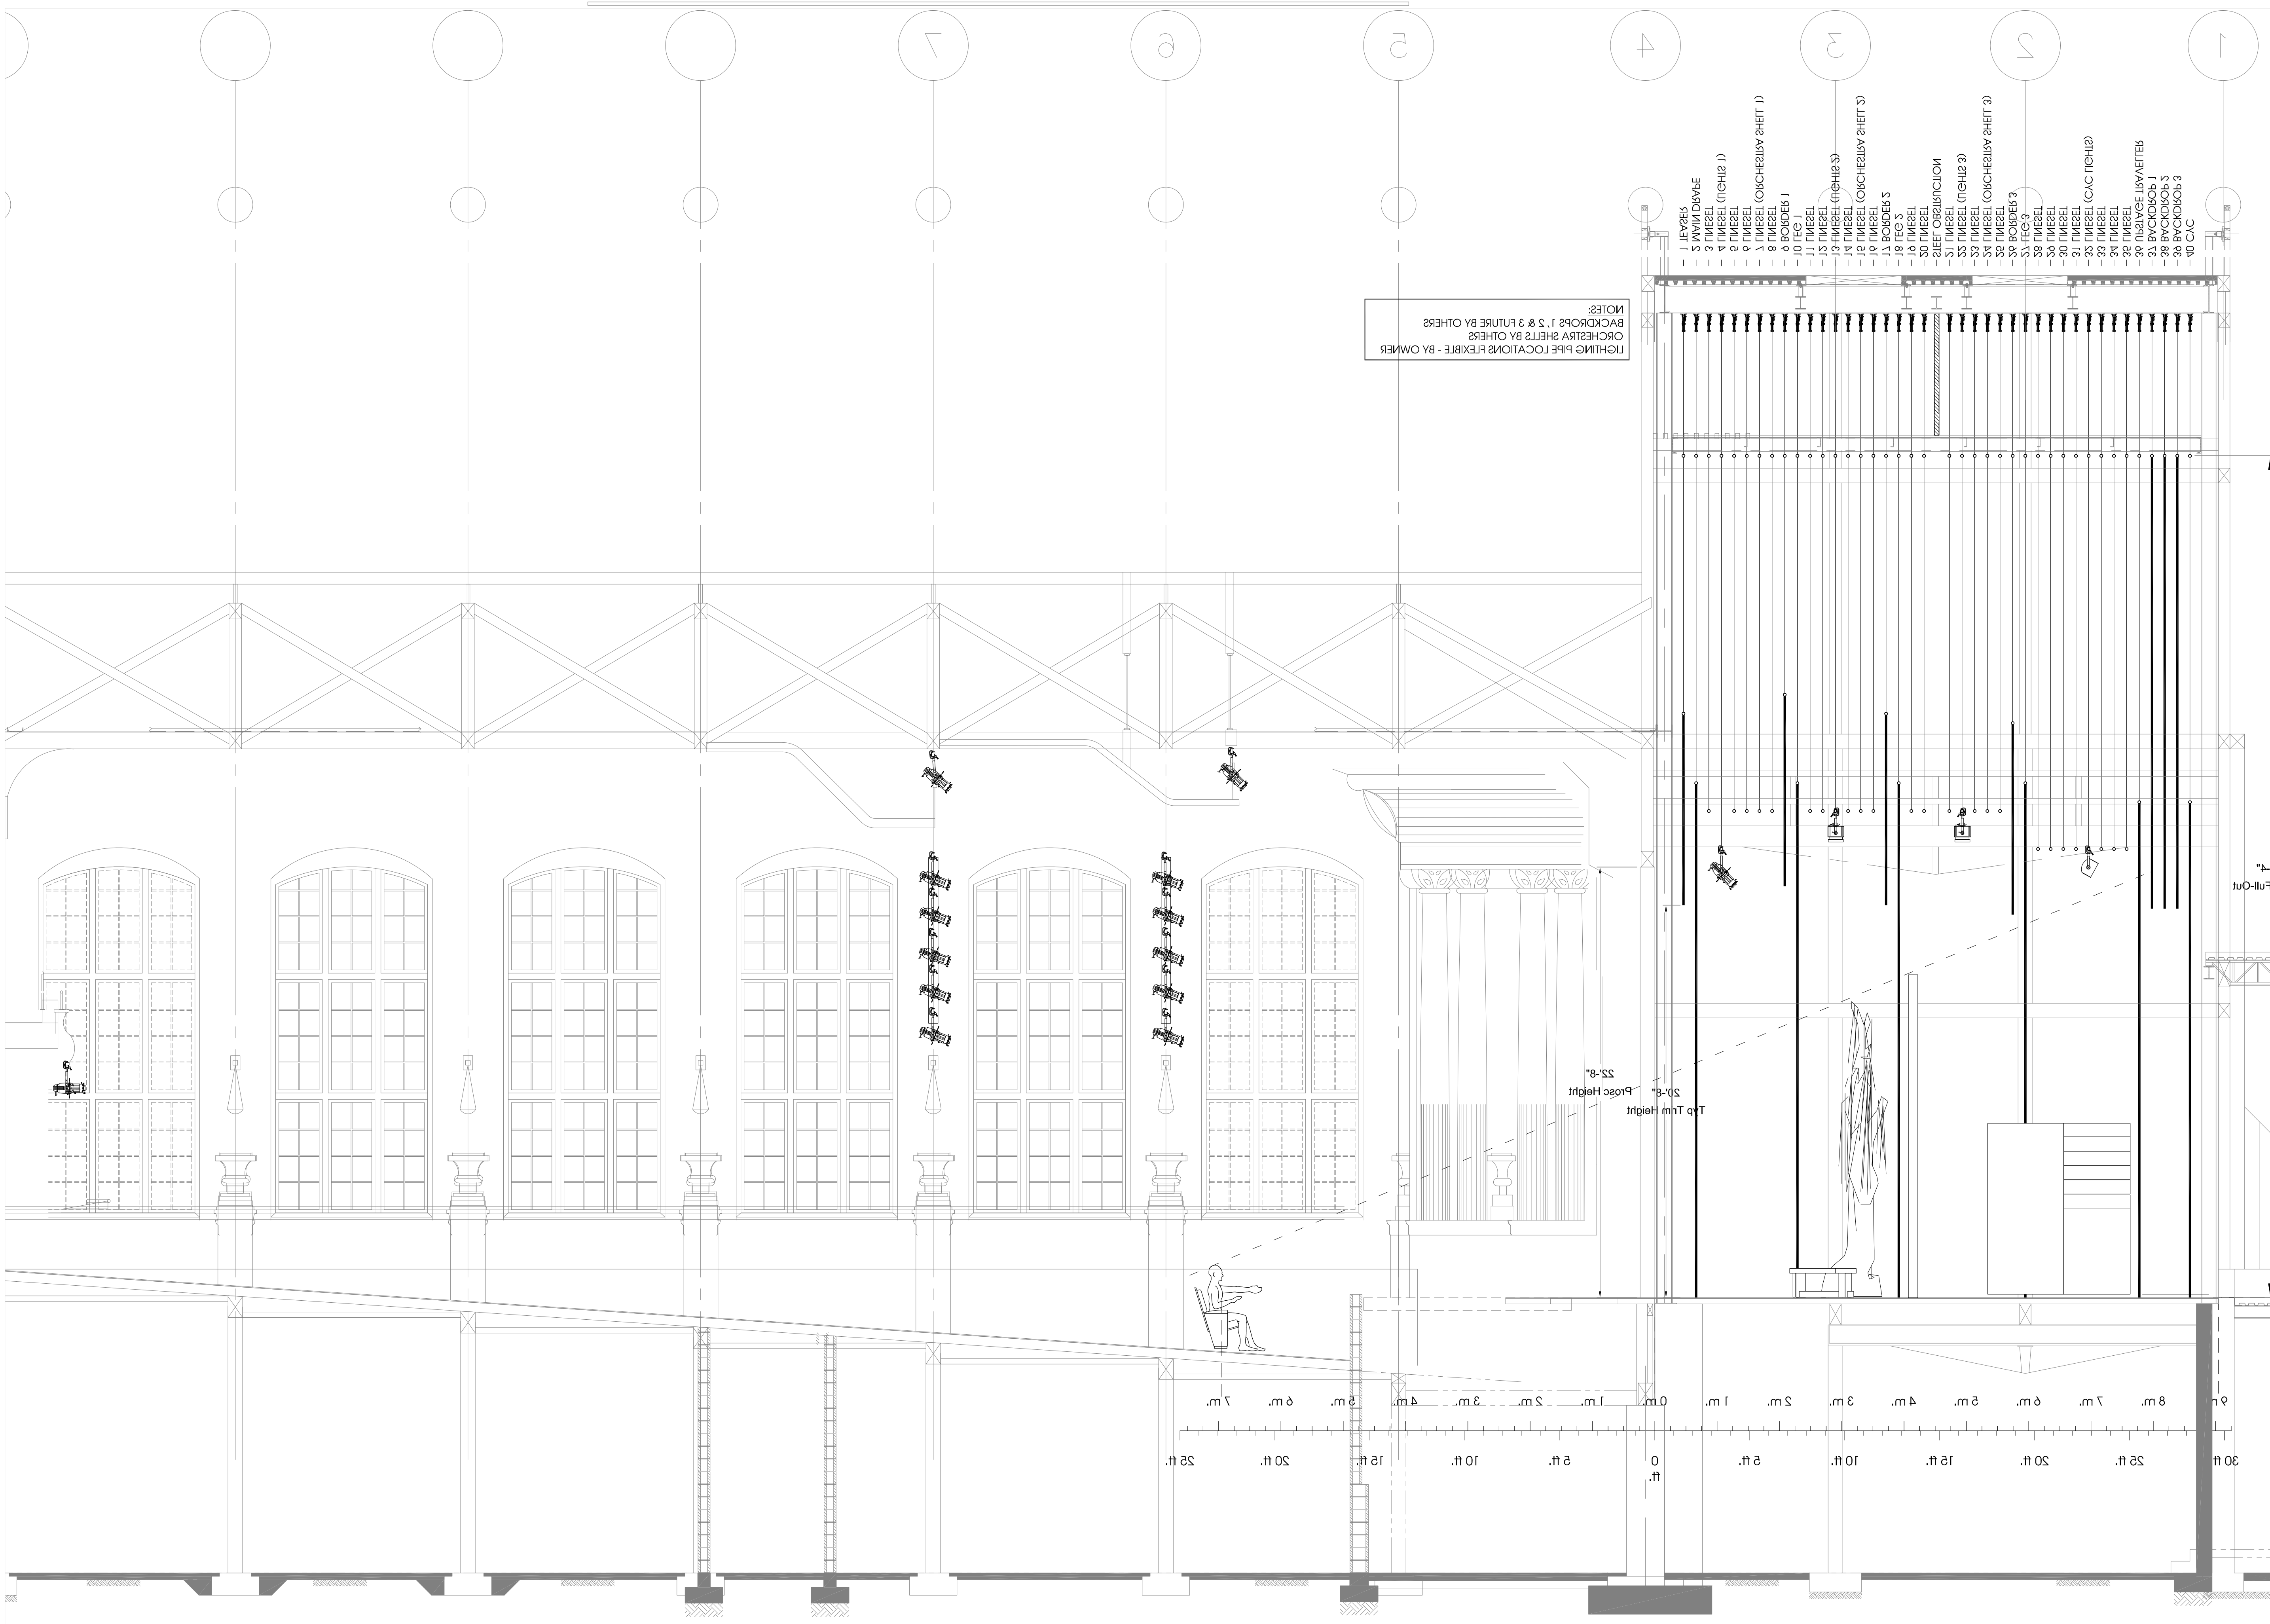 7
6
5
4
3
2
1
1 TEASER
2 MAIN DRAPE
3 LINESET
4 LINESET (LIGHTS 1)
5 LINESET
6 LINESET
7 LINESET (ORCHESTRA SHELL 1)
8 LINESET
9 BORDER 1
10 LEG 1
11 LINESET
12 LINESET
13 LINESET (LIGHTS 2)
14 LINESET
15 LINESET (ORCHESTRA SHELL 2)
16 LINESET
17 BORDER 2
18 LEG 2
19 LINESET
20 LINESET
STEEL OBSTRUCTION
21 LINESET
22 LINESET (LIGHTS 3)
23 LINESET
24 LINESET (ORCHESTRA SHELL 3)
25 LINESET
26 BORDER 3
27 LEG 3
28 LINESET
29 LINESET
30 LINESET
31 LINESET
32 LINESET (CYC LIGHTS)
33 LINESET
34 LINESET
35 LINESET
36 UPSTAGE TRAVELLER
37 BACKDROP 1
38 BACKDROP 2
39 BACKDROP 3
40 CYC
NOTES:
BACKDROPS 1, 2 & 3 FUTURE BY OTHERS
ORCHESTRA SHELLS BY OTHERS
LIGHTING PIPE LOCATIONS FLEXIBLE - BY OWNER
-4"
Full-Out
22'-8"
Prosc Height
20'-8"
Typ Trim Height
7 m.
6 m.
5 m.
4 m.
3 m.
2 m.
1 m.
0 m.
1 m.
2 m.
3 m.
4 m.
5 m.
6 m.
7 m.
8 m.
9 m
25 ft.
20 ft.
15 ft.
10 ft.
5 ft.
0
ft.
5 ft.
10 ft.
15 ft.
20 ft.
25 ft.
30 ft